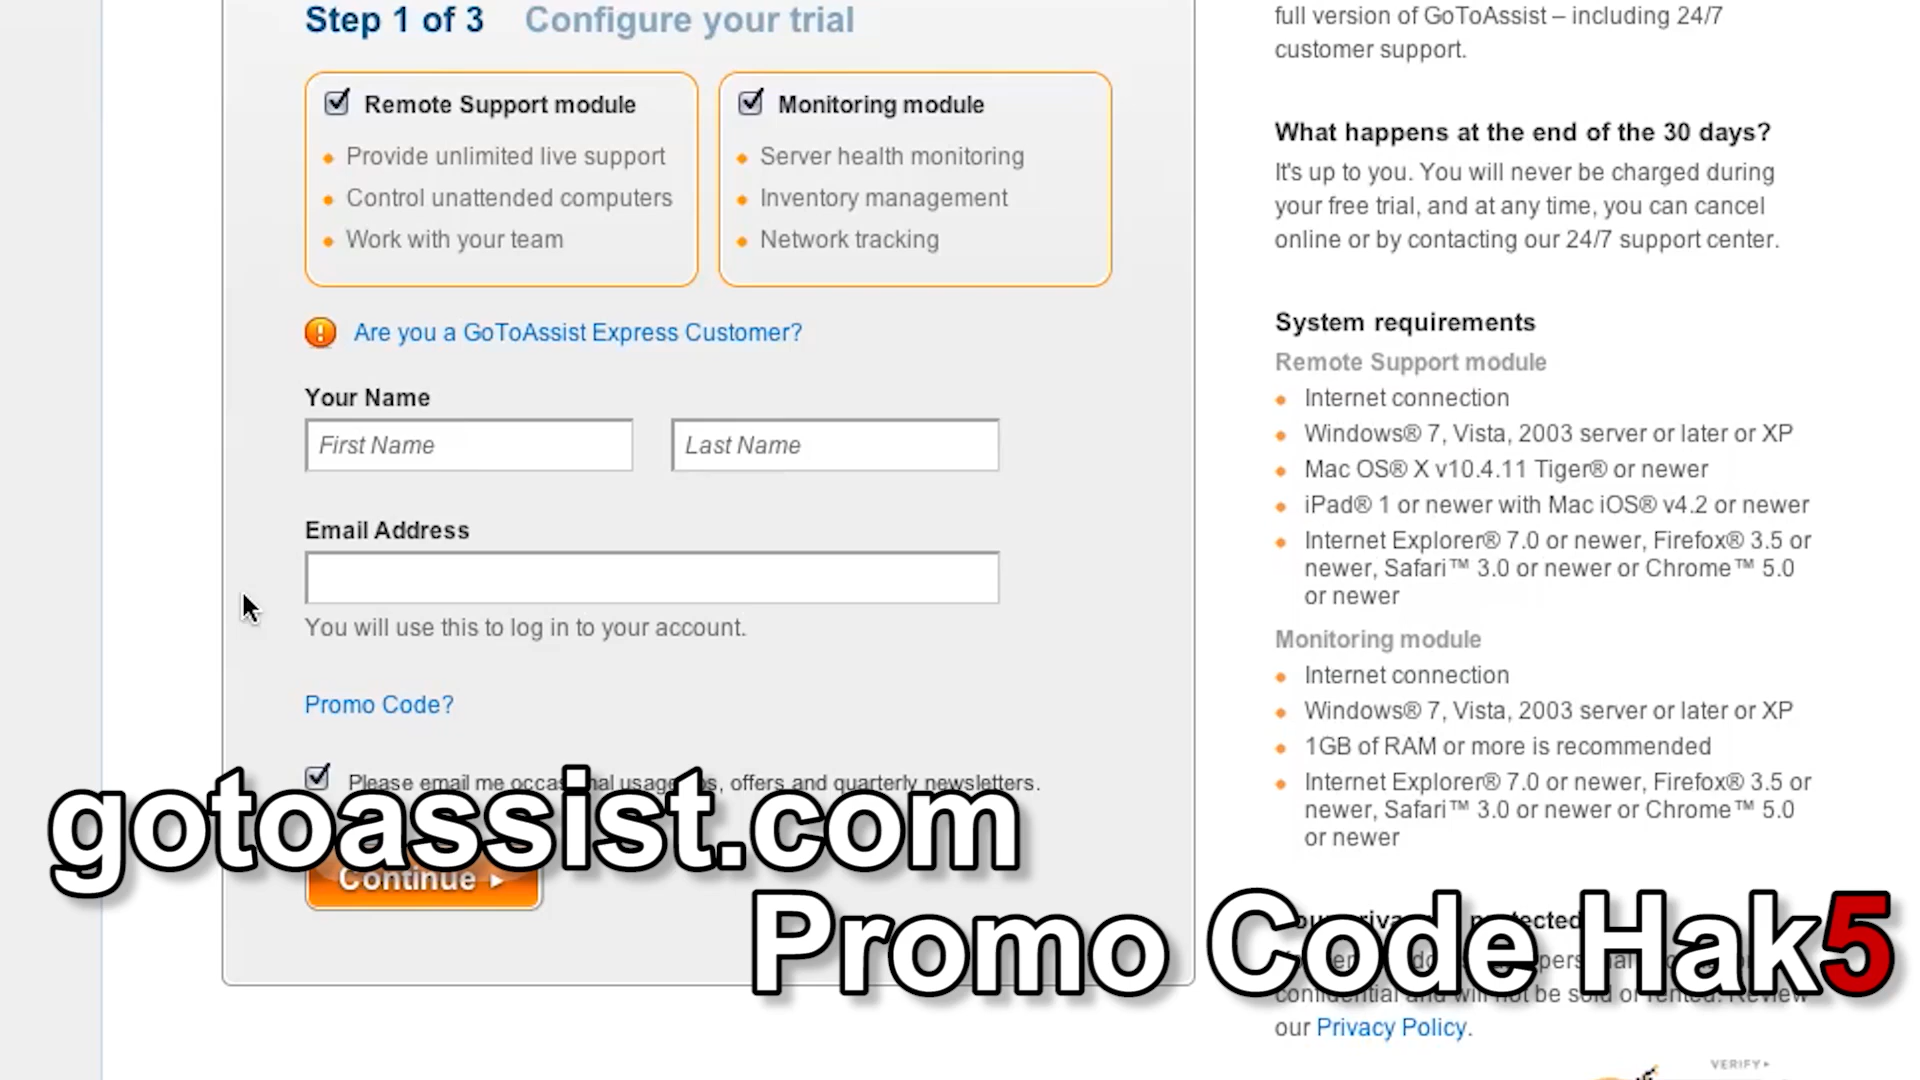 Step 1 of 3 Configure your trial
Remote Support module
Provide unlimited live support
Control unattended computers
Work with your team
Monitoring module
Server health monitoring
Inventory management
Network tracking
Are you a GoToAssist Express Customer?
Your Name
First Name
Last Name
Email Address
You will use this to log in to your account.
Promo Code?
Please email me usage offers and quarterly newsletters.
Continue
gotoassist.com
Promo Code Hak5
full version of GoToAssist – including 24/7
customer support.
What happens at the end of the 30 days?
It's up to you. You will never be charged during
your free trial, and at any time, you can cancel
online or by contacting our 24/7 support center.
System requirements
Remote Support module
Internet connection
Windows® 7, Vista, 2003 server or later or XP
Mac OS® X v10.4.11 Tiger® or newer
iPad® 1 or newer with Mac iOS® v4.2 or newer
Internet Explorer® 7.0 or newer, Firefox® 3.5 or
newer, Safari™ 3.0 or newer or Chrome™ 5.0
or newer
Monitoring module
Internet connection
Windows® 7, Vista, 2003 server or later or XP
1GB of RAM or more is recommended
Internet Explorer® 7.0 or newer, Firefox® 3.5 or
newer, Safari™ 3.0 or newer or Chrome™ 5.0
or newer
confidential and will not be sold or rented. Review
our Privacy Policy.
VERIFY